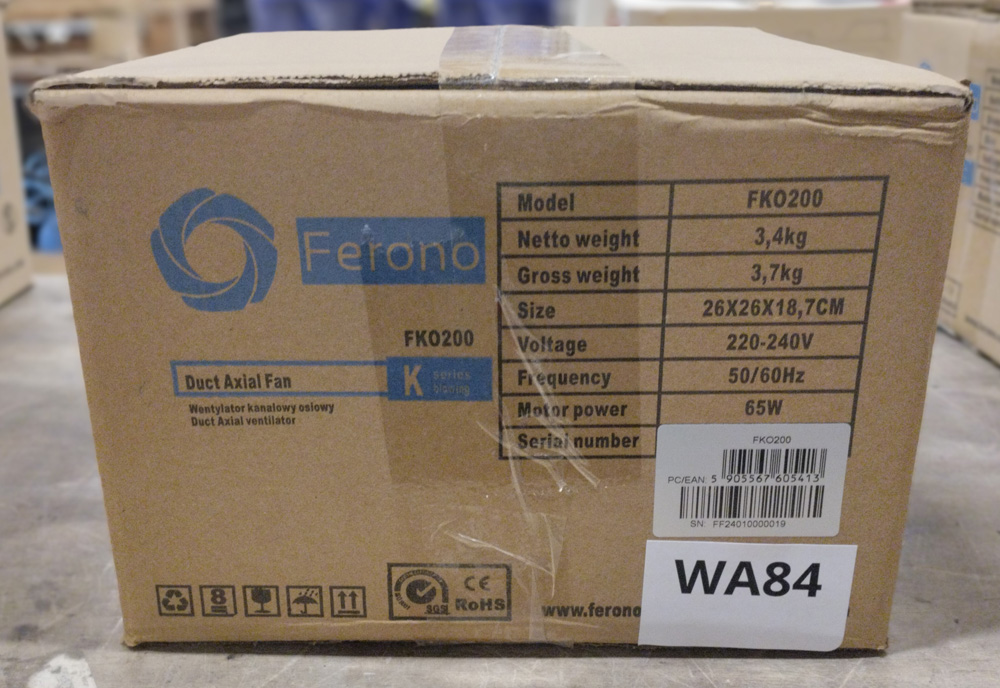 Ferono
FKO200
Duct Axial Fan
K series
Wentylator kanałowy osiowy
Duct Axial ventilator
Model FKO200
Netto weight 3,4kg
Gross weight 3,7kg
Size 26X26X18,7CM
Voltage 220-240V
Frequency 50/60Hz
Motor power 65W
Serial number
FKO200
PC/EAN 5 905567 605413
SN: FF24010000019
WA84
8
SGS CE RoHS
www.ferono